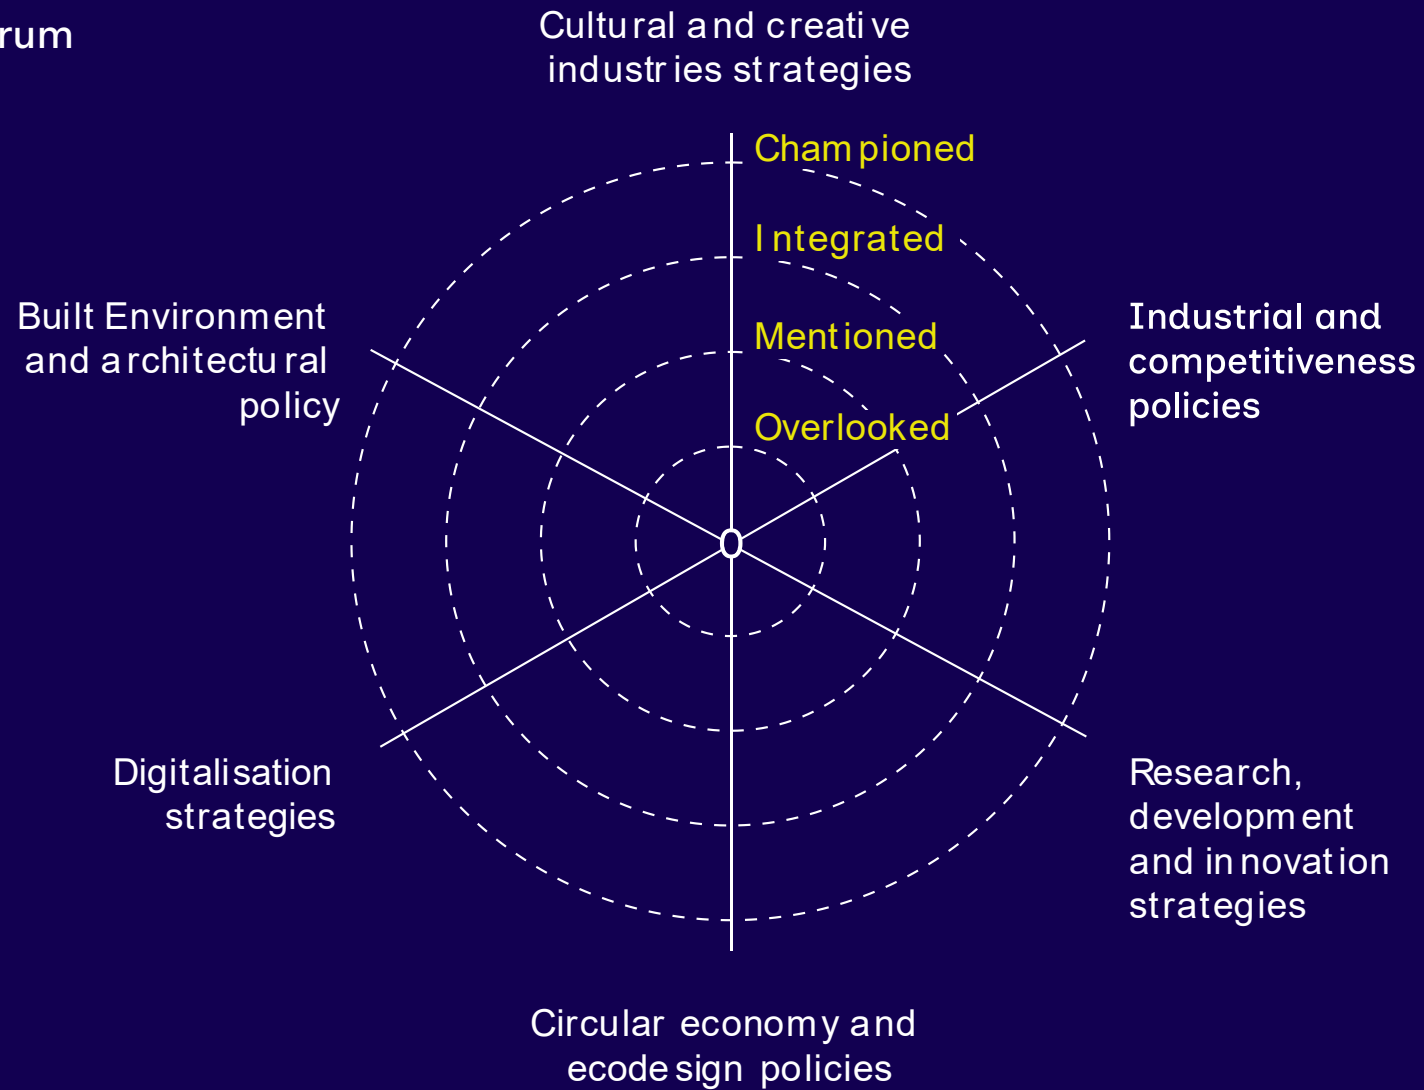 rum
Cultural and creative
industries strategies
Championed
Integrated
Mentioned
Overlooked
Built Environment
and architectural
policy
Industrial and
competitiveness
policies
0
Digitalisation
strategies
Research,
development
and innovation
strategies
Circular economy and
ecodesign policies